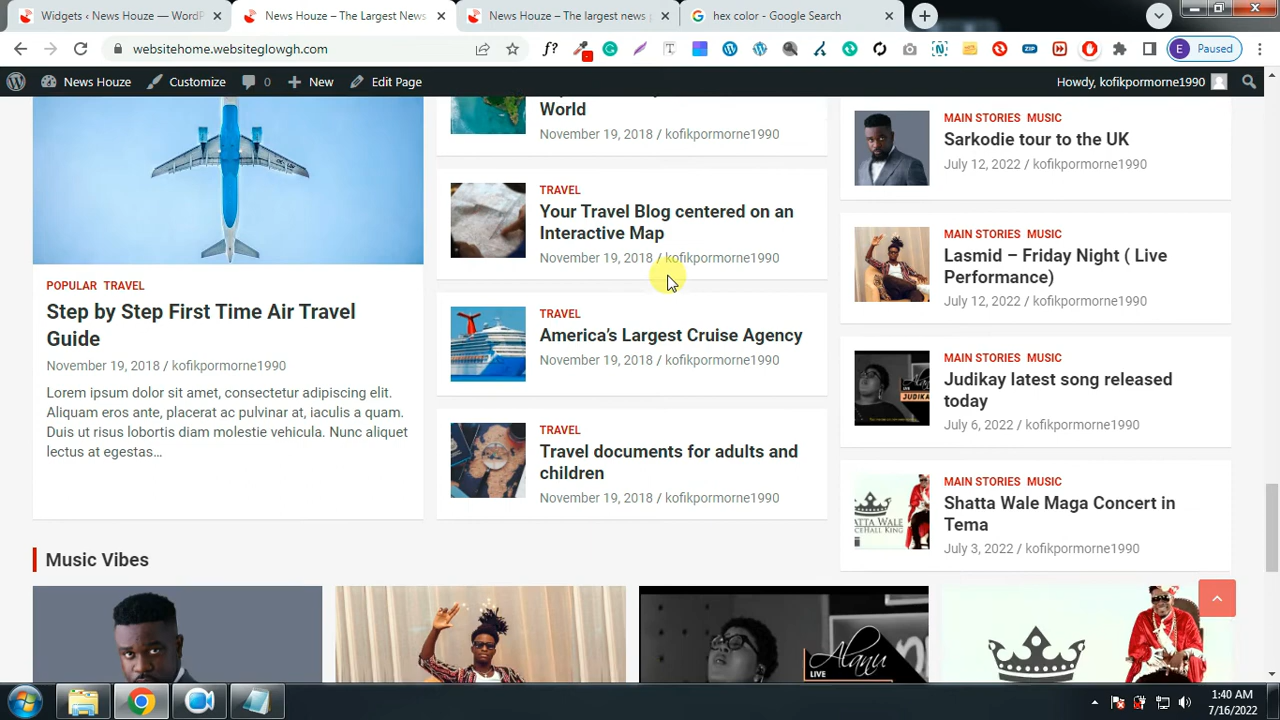 Widgets ‹ News Houze — WordP
News Houze – The Largest News
News Houze – The largest news p
hex color - Google Search
websitehome.websiteglowgh.com
f?
T
ZIP
N
E Paused
News Houze
Customize
0
New
Edit Page
Howdy, kofikpormorne1990
World
November 19, 2018 / kofikpormorne1990
TRAVEL
Your Travel Blog centered on an
Interactive Map
November 19, 2018 / kofikpormorne1990
TRAVEL
America’s Largest Cruise Agency
November 19, 2018 / kofikpormorne1990
TRAVEL
Travel documents for adults and
children
November 19, 2018 / kofikpormorne1990
POPULAR TRAVEL
Step by Step First Time Air Travel
Guide
November 19, 2018 / kofikpormorne1990
Lorem ipsum dolor sit amet, consectetur adipiscing elit.
Aliquam eros ante, placerat ac pulvinar at, iaculis a quam.
Duis ut risus lobortis diam molestie vehicula. Nunc aliquet
lectus at egestas…
MAIN STORIES MUSIC
Sarkodie tour to the UK
July 12, 2022 / kofikpormorne1990
MAIN STORIES MUSIC
Lasmid – Friday Night ( Live
Performance)
July 12, 2022 / kofikpormorne1990
LIVE
JUDIKA
MAIN STORIES MUSIC
Judikay latest song released
today
July 6, 2022 / kofikpormorne1990
MAIN STORIES MUSIC
Shatta Wale Maga Concert in
Tema
July 3, 2022 / kofikpormorne1990
Music Vibes
Alanu
LIVE
1:40 AM
7/16/2022